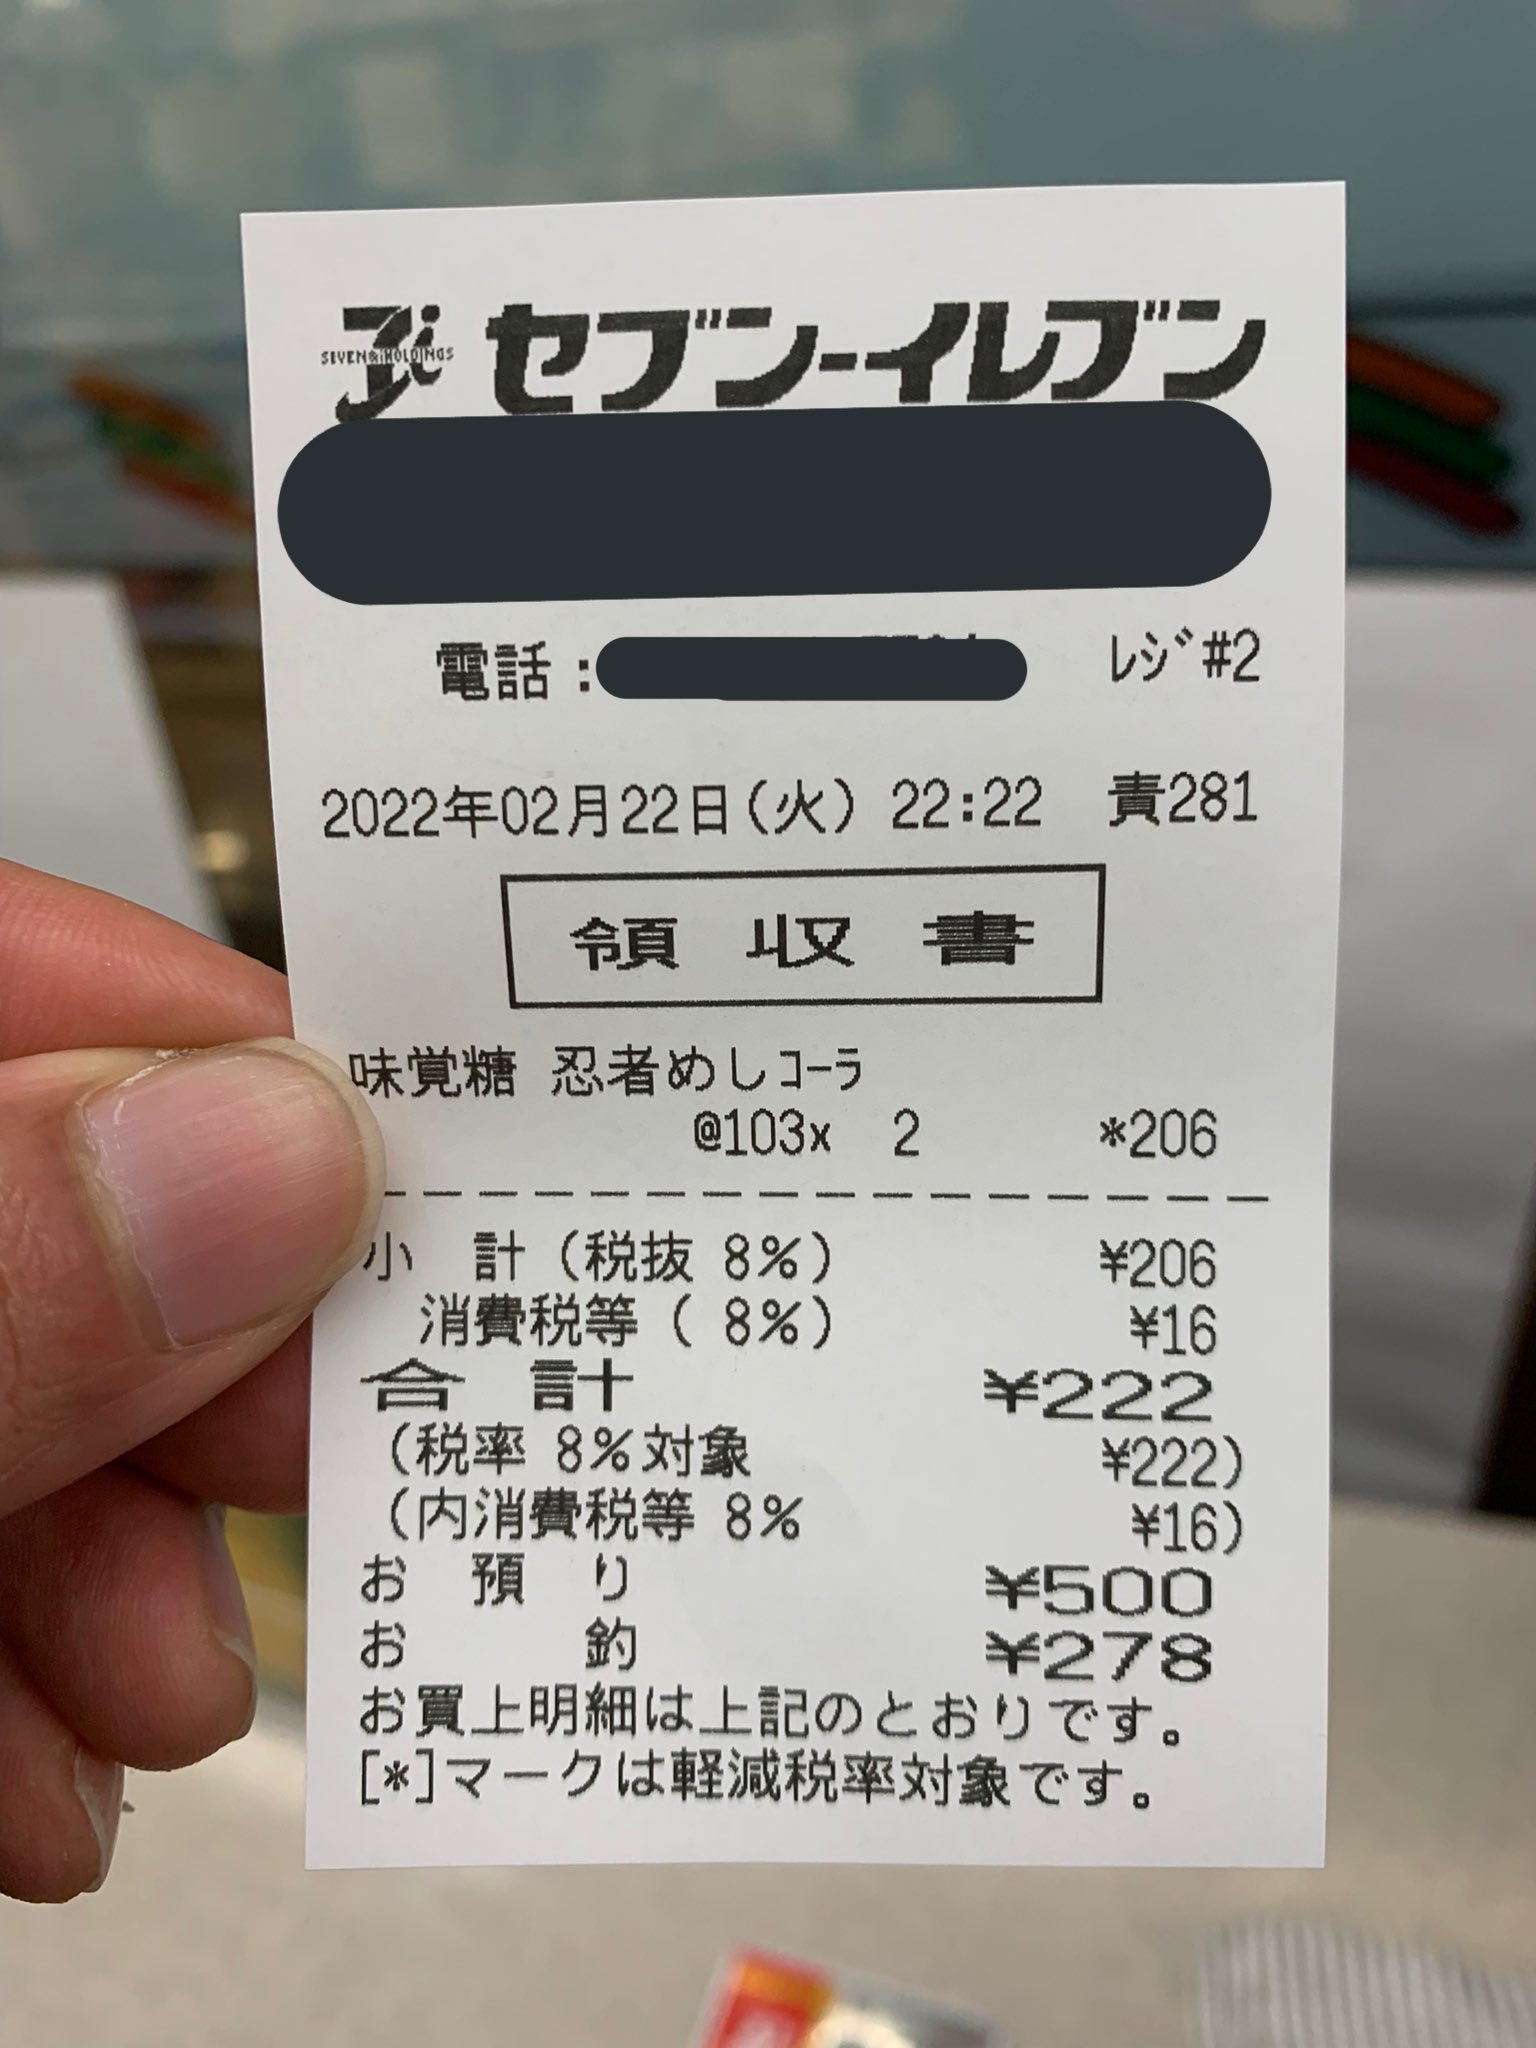 SEVEN&iHOLDINGS セブン-イレブン
電話: ﾚｼﾞ#2
2022年02月22日(火) 22:22 責281
領収書
味覚糖 忍者めしｺｰﾗ
@103x 2 *206
小 計(税抜 8%) ¥206
消費税等( 8%) ¥16
合 計 ¥222
(税率 8%対象 ¥222)
(内消費税等 8% ¥16)
お 預 り ¥500
お 釣 ¥278
お買上明細は上記のとおりです。
[*]マークは軽減税率対象です。